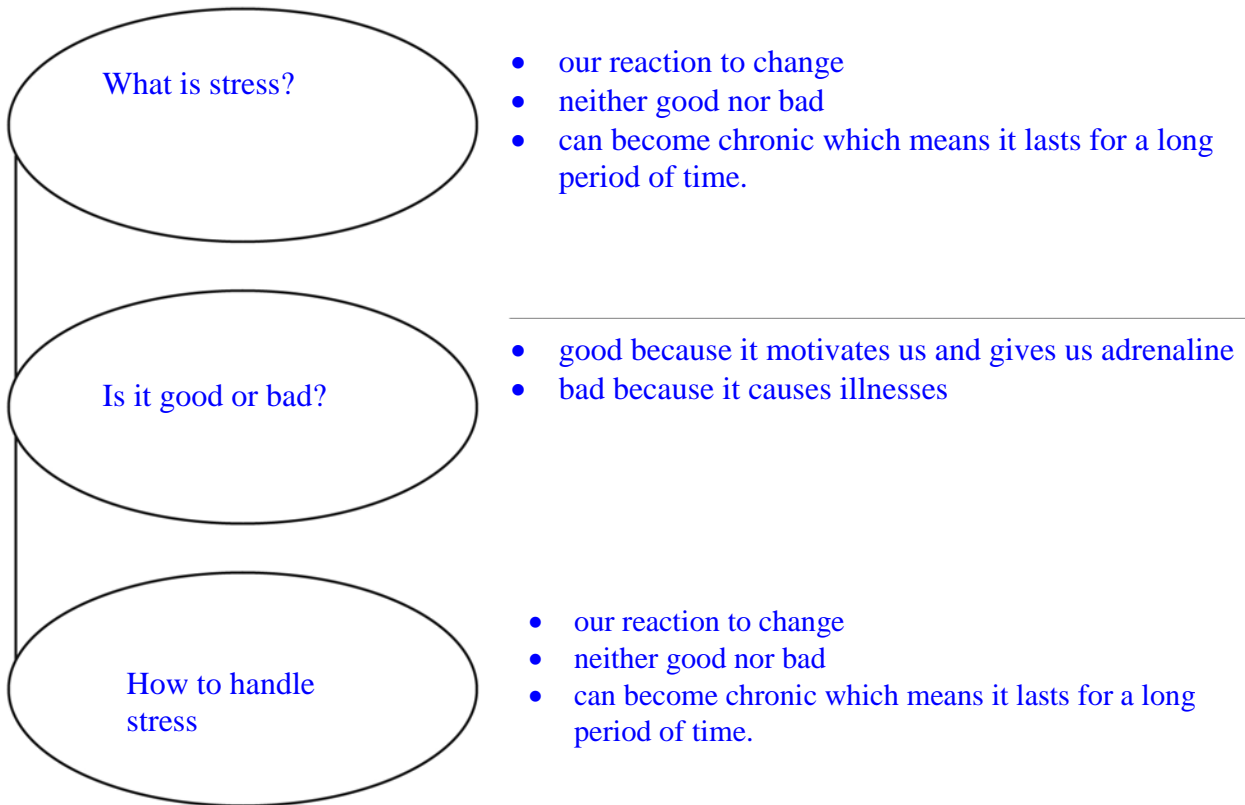 What is stress?
• our reaction to change
• neither good nor bad
• can become chronic which means it lasts for a long
period of time.
Is it good or bad?
• good because it motivates us and gives us adrenaline
• bad because it causes illnesses
How to handle
stress
• our reaction to change
• neither good nor bad
• can become chronic which means it lasts for a long
period of time.